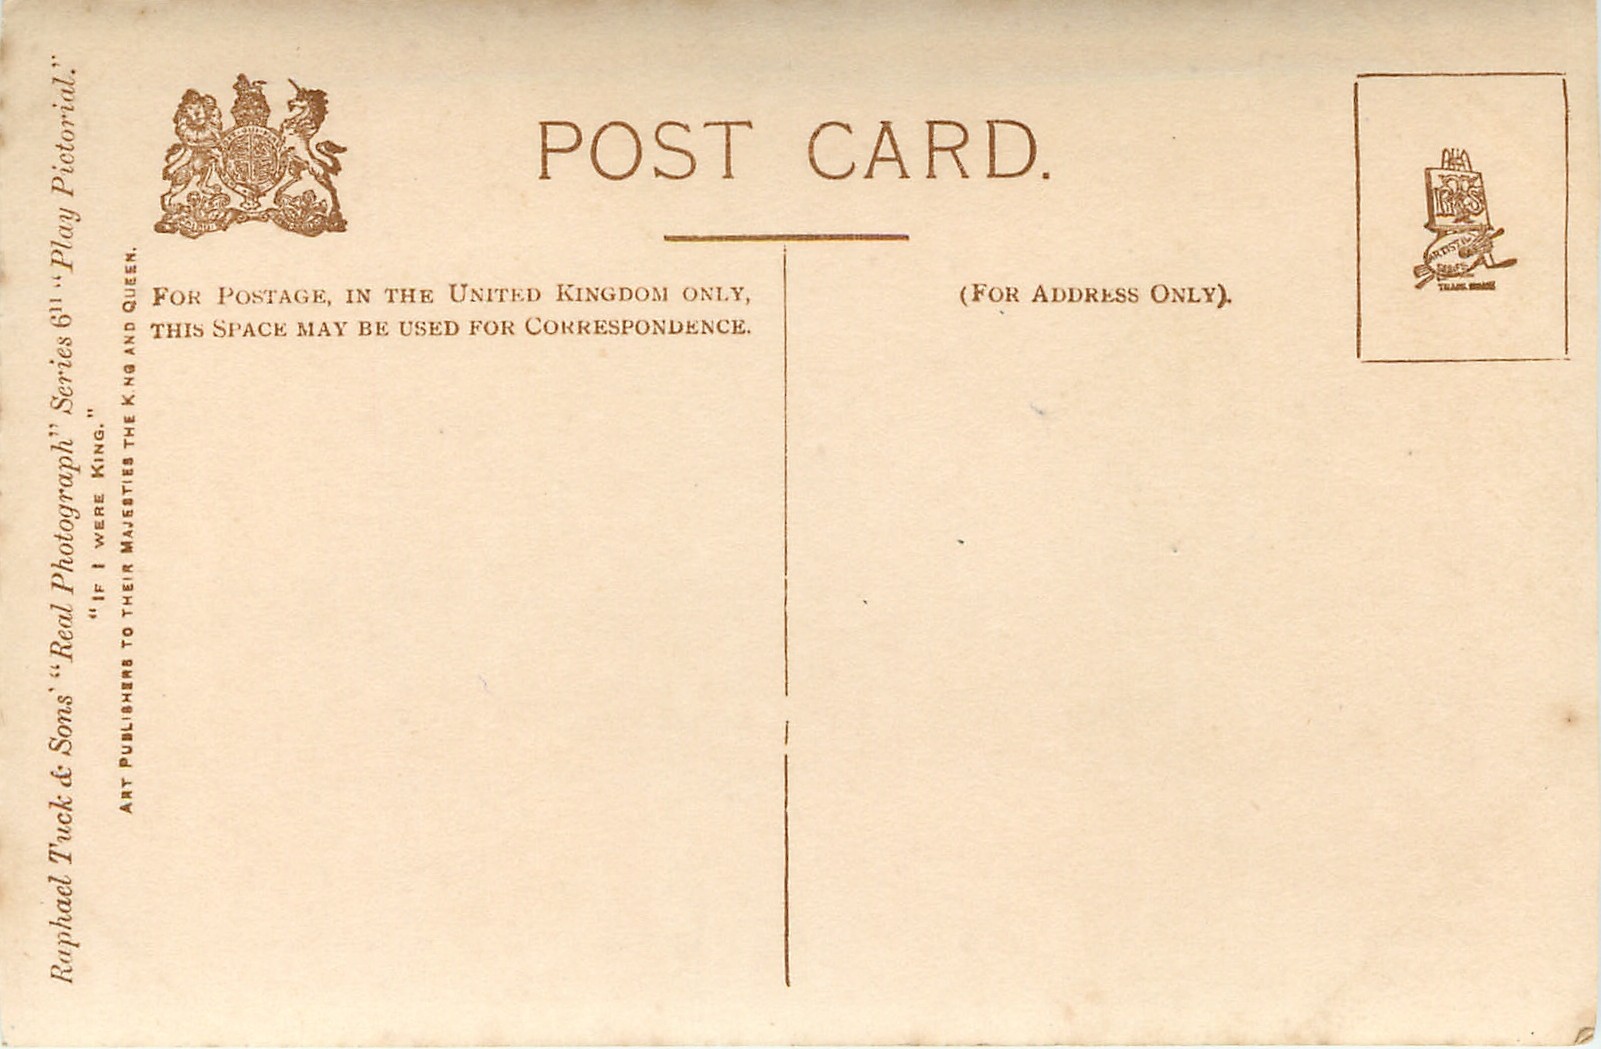 POST CARD.
FOR POSTAGE, IN THE UNITED KINGDOM ONLY,
THIS SPACE MAY BE USED FOR CORRESPONDENCE.
(FOR ADDRESS ONLY).
Raphael Tuck & Sons' "Real Photograph" Series "Play Pictorial."
"IF I WERE KING."
ART PUBLISHERS TO THEIR MAJESTIES THE KING AND QUEEN.